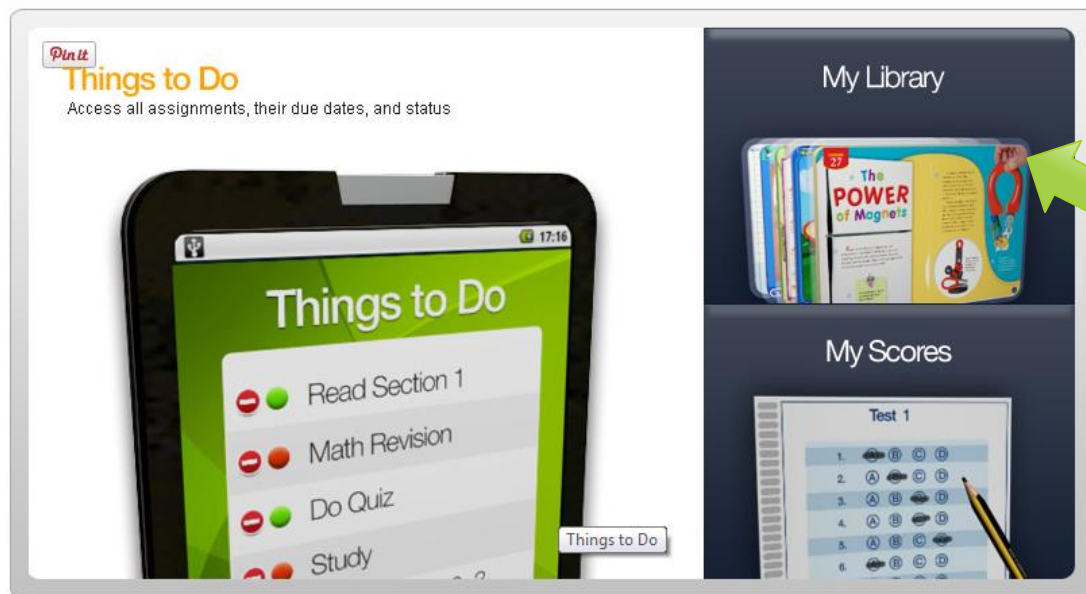 Pin it
Things to Do
Access all assignments, their due dates, and status
17:16
Things to Do
Read Section 1
Math Revision
Do Quiz
Study
Things to Do
My Library
27
The
POWER
of Magnets
My Scores
Test 1
1. A B C D
2. A B C D
3. A B C D
4. A B C D
5. A B C D
6. A B C D